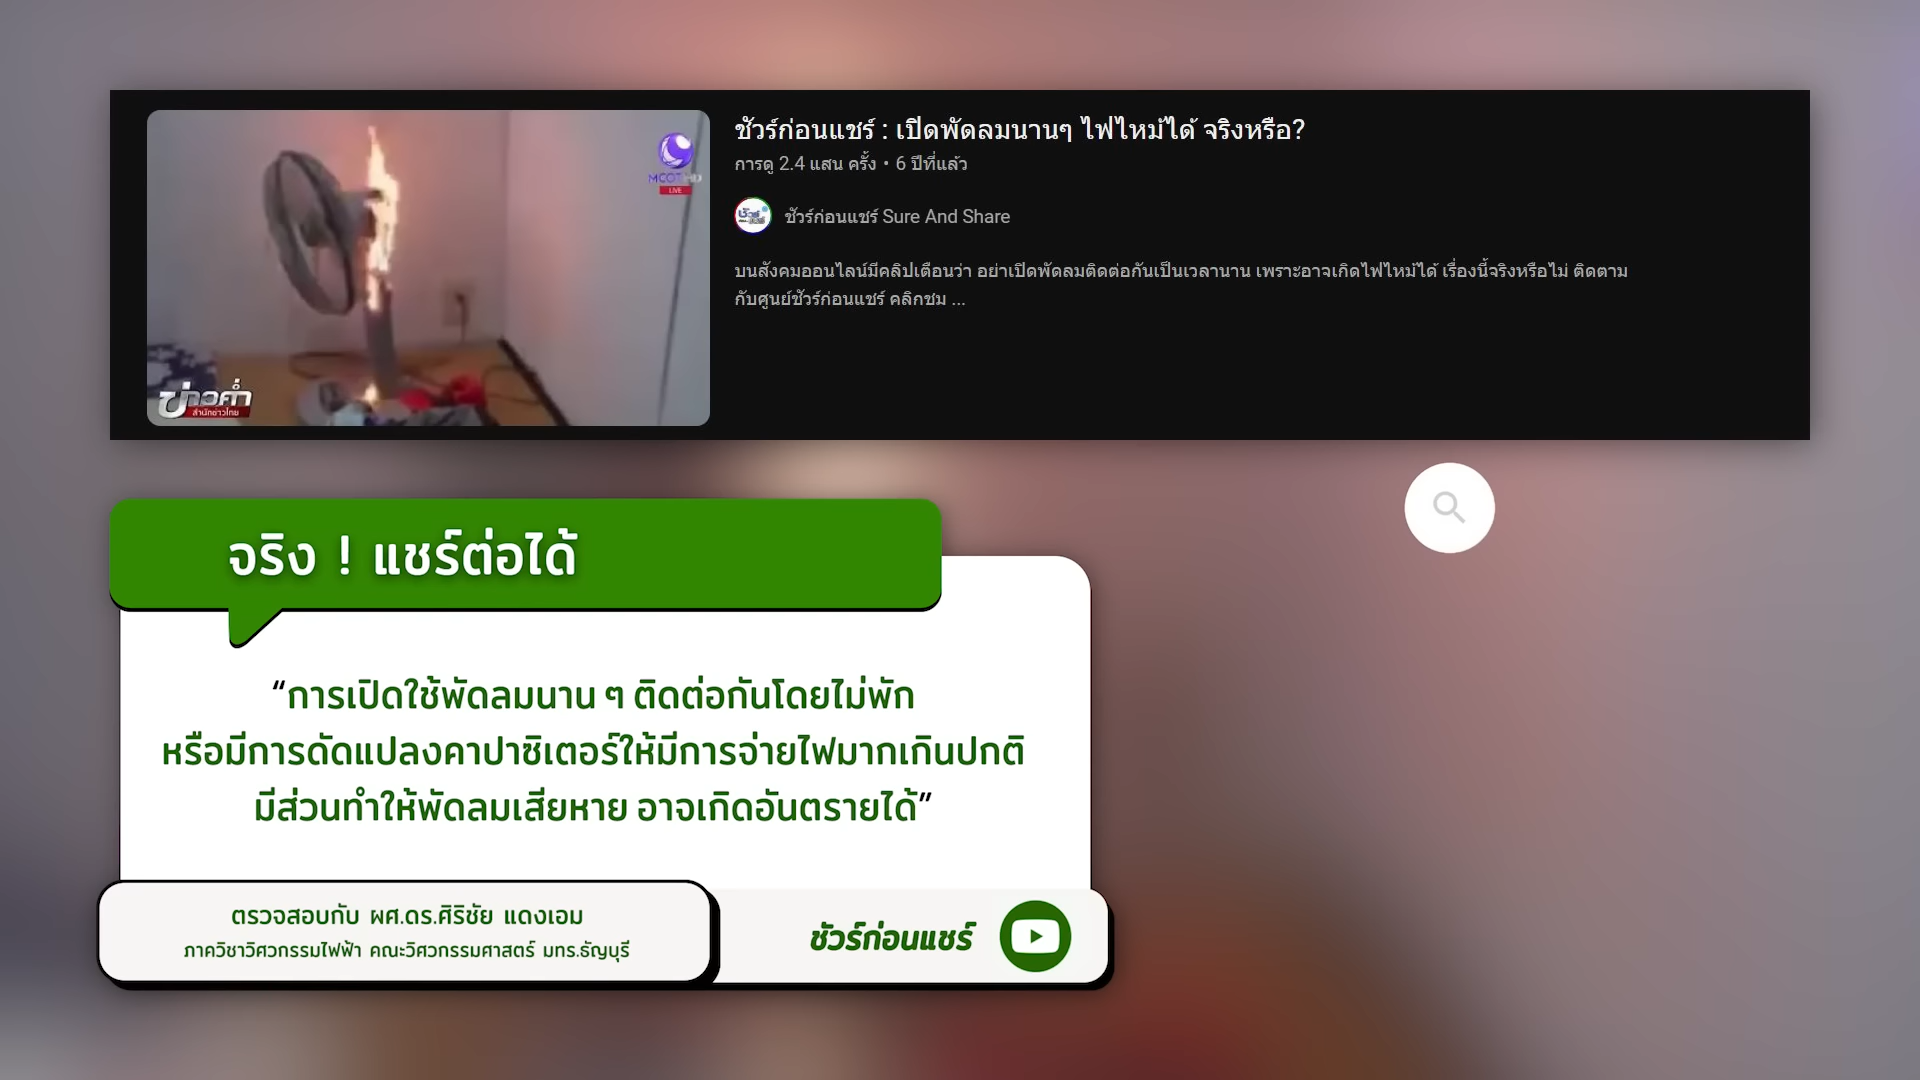 ชัวร์ก่อนแชร์ : เปิดพัดลมนานๆ ไฟไหม้ได้ จริงหรือ?
การดู 2.4 แสน ครั้ง • 6 ปีที่แล้ว
ชัวร์ก่อนแชร์ Sure And Share
บนสังคมออนไลน์มีคลิปเตือนว่า อย่าเปิดพัดลมติดต่อกันเป็นเวลานาน เพราะอาจเกิดไฟไหม้ได้ เรื่องนี้จริงหรือไม่ ติดตาม
กับศูนย์ชัวร์ก่อนแชร์ คลิกชม ...
MCOT HD
LIVE
ข่าวค่ำ
สำนักข่าวไทย
จริง ! แชร์ต่อได้
“การเปิดใช้พัดลมนาน ๆ ติดต่อกันโดยไม่พัก
หรือมีการดัดแปลงคาปาซิเตอร์ให้มีการจ่ายไฟมากเกินปกติ
มีส่วนทำให้พัดลมเสียหาย อาจเกิดอันตรายได้”
ตรวจสอบกับ ผศ.ดร.ศิริชัย แดงเอม
ภาควิชาวิศวกรรมไฟฟ้า คณะวิศวกรรมศาสตร์ มทร.ธัญบุรี
ชัวร์ก่อนแชร์